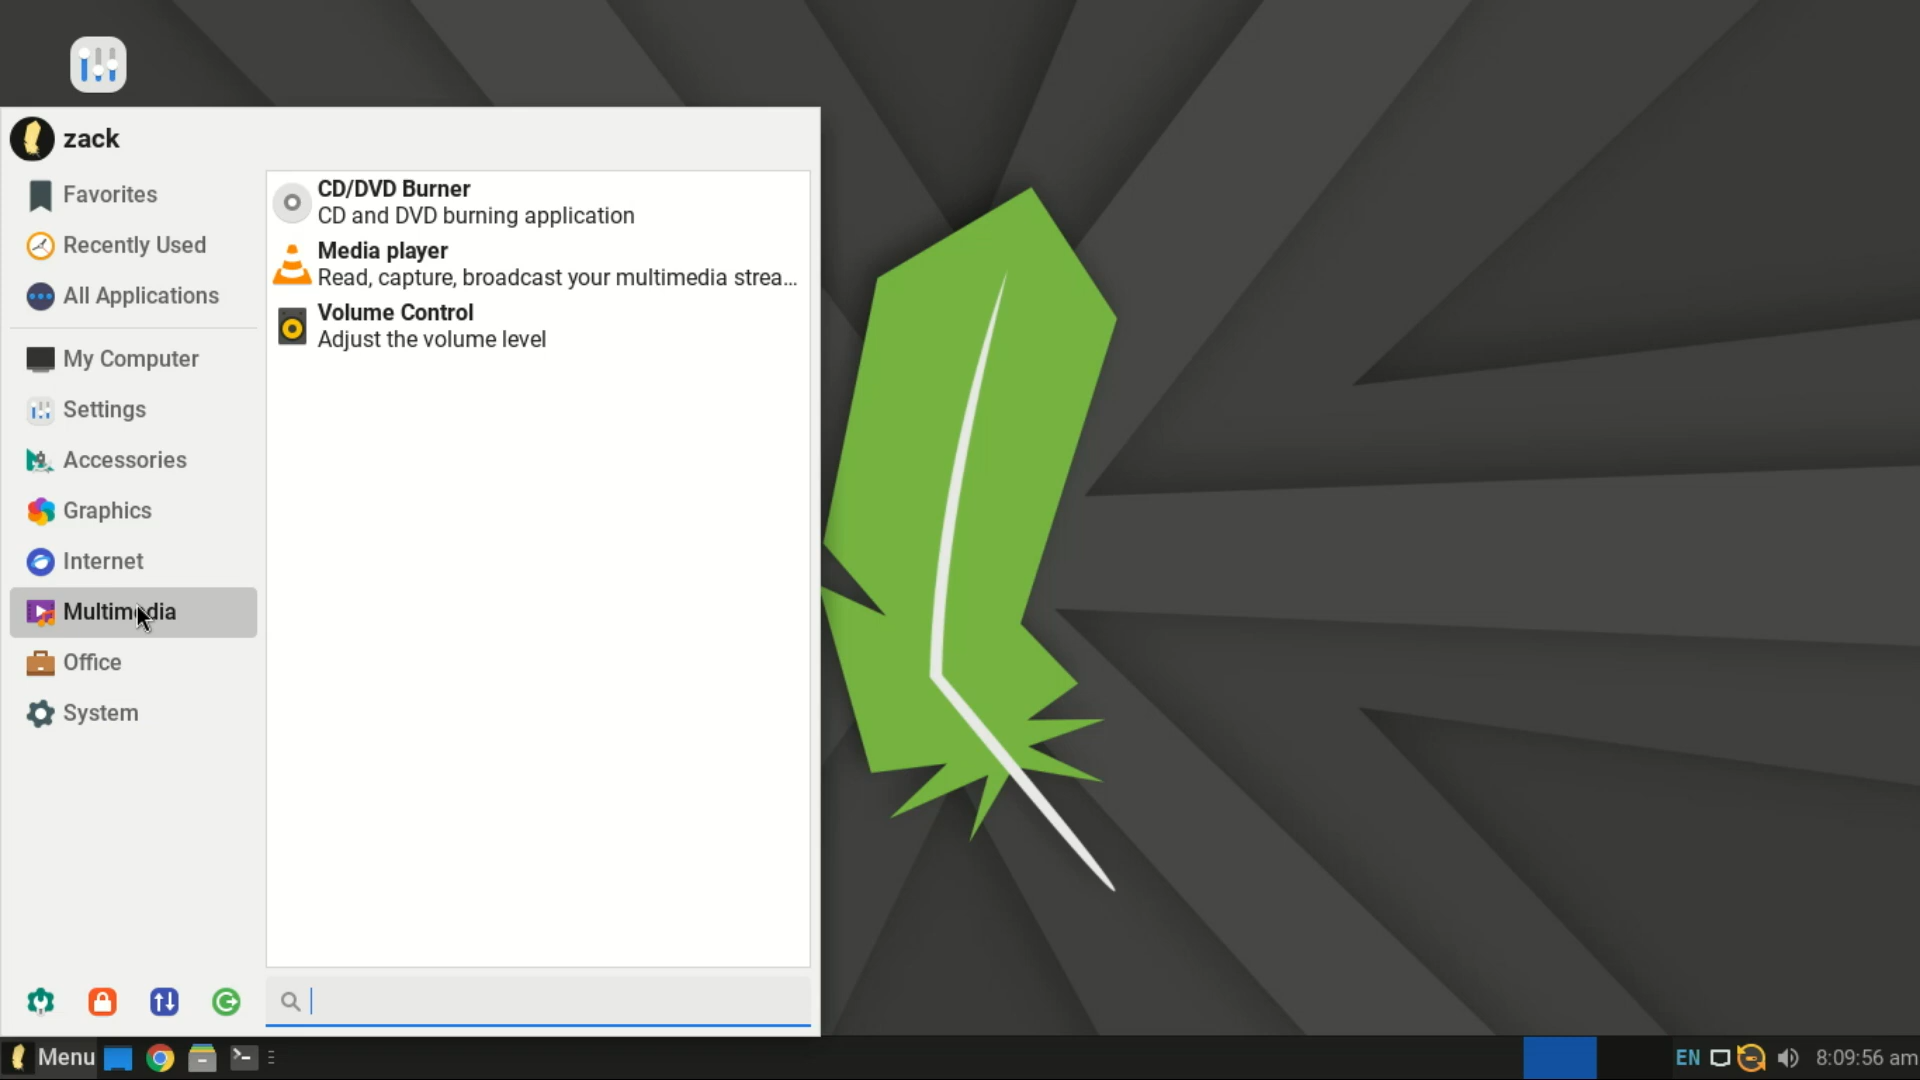 zack
Favorites
Recently Used
All Applications
My Computer
Settings
Accessories
Graphics
Internet
Multimedia
Office
System
CD/DVD Burner
CD and DVD burning application
Media player
Read, capture, broadcast your multimedia strea...
Volume Control
Adjust the volume level
Menu
EN
8:09:56 am